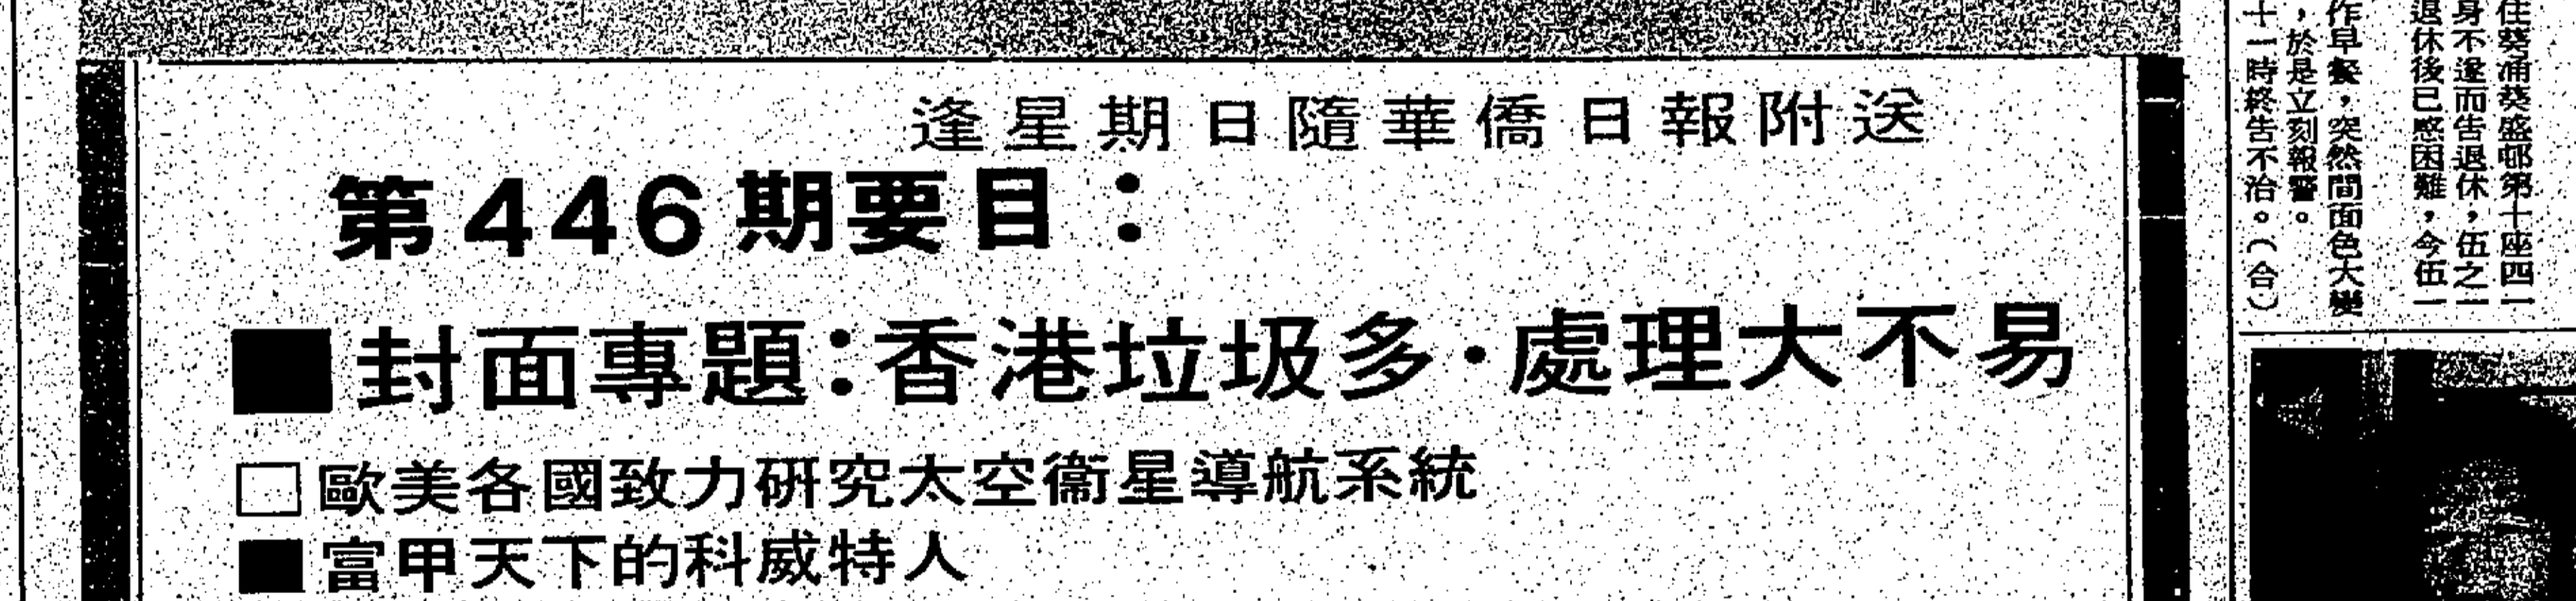 逢星期日隨華僑日報附送
第446期要目：
■封面專題：香港垃圾多·處理大不易
□歐美各國致力研究太空衞星導航系統
■富甲天下的科威特人
住葵涌葵盛邨第十座四一
身不遂而告退休，伍之一
退休後已感困難，今伍一
作早餐，突然間面色大變
，於是立刻報警。
十一時終告不治。（合）